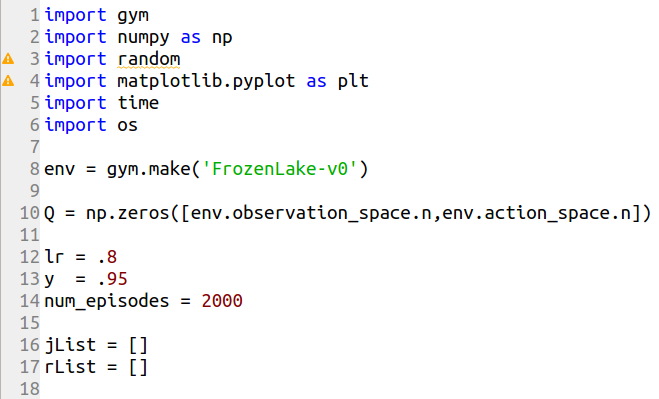 1 import gym
2 import numpy as np
3 import random
4 import matplotlib.pyplot as plt
5 import time
6 import os
7
8 env = gym.make('FrozenLake-v0')
9
10 Q = np.zeros([env.observation_space.n,env.action_space.n])
11
12 lr = .8
13 y  = .95
14 num_episodes = 2000
15
16 jList = []
17 rList = []
18